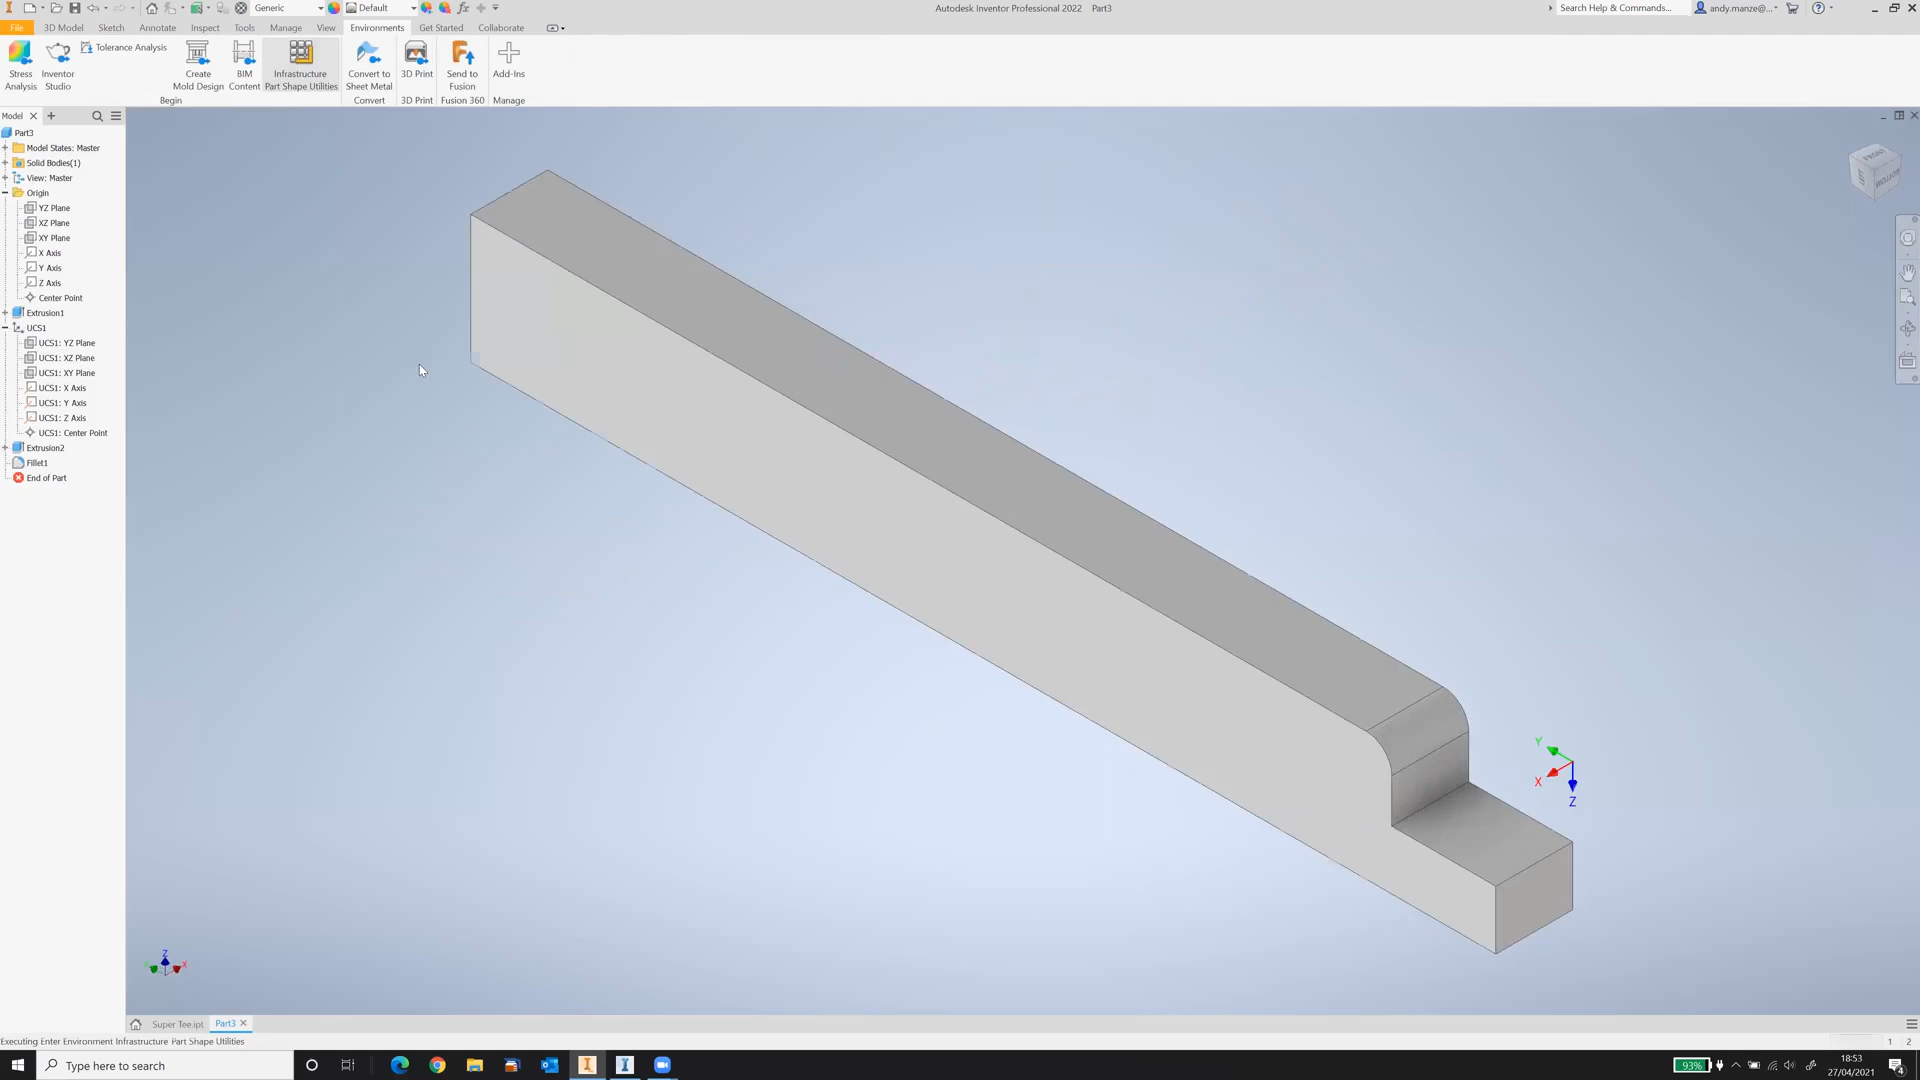 Generic
Default
Autodesk Inventor Professional 2022 Part3
Search Help & Commands...
andy.manze@...
File
3D Model
Sketch
Annotate
Inspect
Tools
Manage
View
Environments
Get Started
Collaborate
Stress
Analysis
Inventor
Studio
Tolerance Analysis
Create
Mold Design
BIM
Content
Infrastructure
Part Shape Utilities
Convert to
Sheet Metal
3D Print
Send to
Fusion
Add-Ins
Begin
Convert
3D Print
Fusion 360
Manage
Model
Part3
Model States: Master
Solid Bodies(1)
View: Master
Origin
YZ Plane
XZ Plane
XY Plane
X Axis
Y Axis
Z Axis
Center Point
Extrusion1
UCS1
UCS1: YZ Plane
UCS1: XZ Plane
UCS1: XY Plane
UCS1: X Axis
UCS1: Y Axis
UCS1: Z Axis
UCS1: Center Point
Extrusion2
Fillet1
End of Part
FRONT
BOTTOM
Y
X
Z
Z
X
Super Tee.ipt
Part3
Executing Enter Environment Infrastructure Part Shape Utilities
1 2
Type here to search
93%
18:53
27/04/2021
4